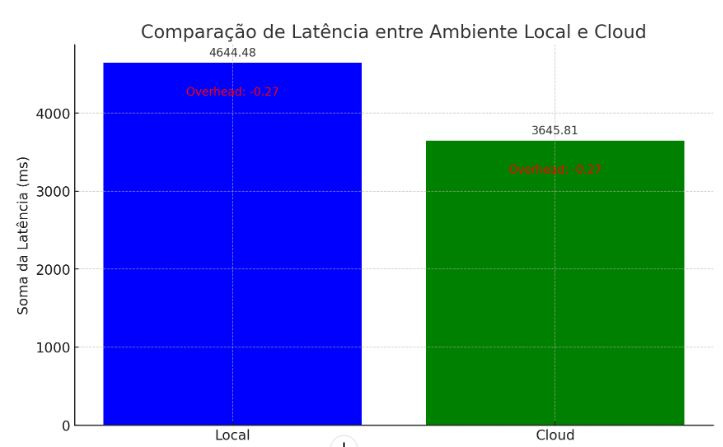 Comparação de Latência entre Ambiente Local e Cloud
4644.48
Overhead: -0.27
3645.81
Overhead: -0.27
Soma da Latência (ms)
4000
3000
2000
1000
0
Local
Cloud